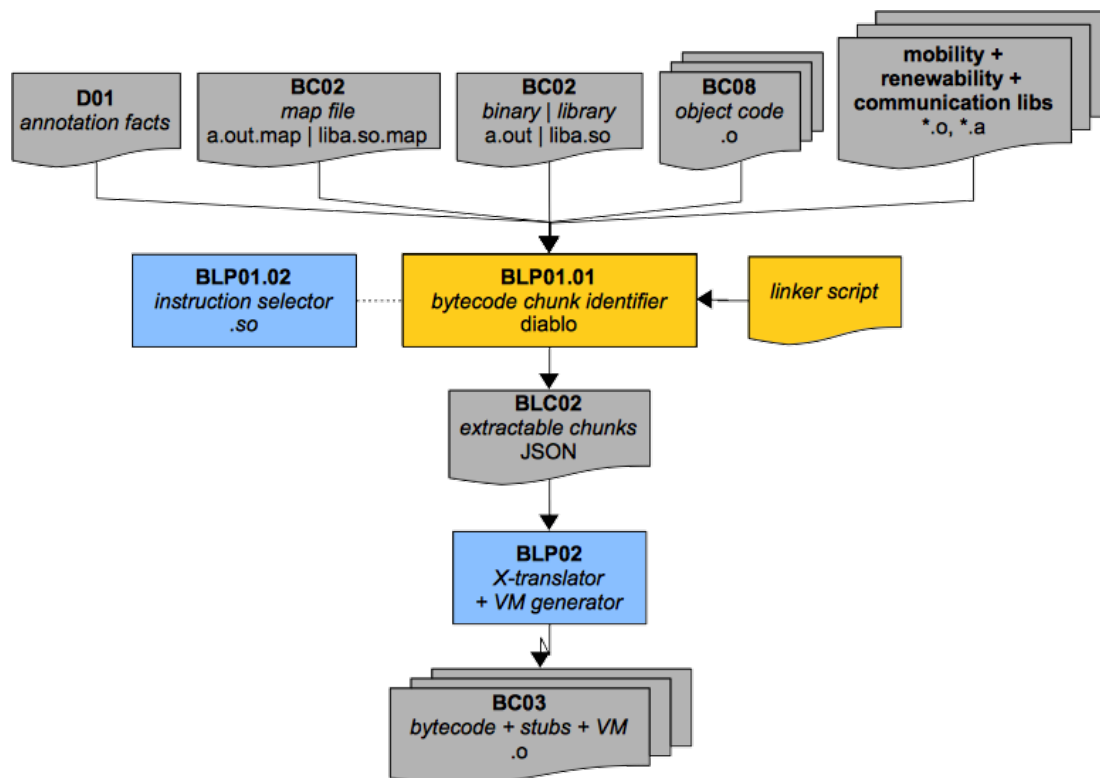 D01
annotation facts
BC02
map file
a.out.map | liba.so.map
BC02
binary | library
a.out | liba.so
BC08
object code
.o
mobility +
renewability +
communication libs
*.o, *.a
BLP01.02
instruction selector
.so
BLP01.01
bytecode chunk identifier
diablo
linker script
BLC02
extractable chunks
JSON
BLP02
X-translator
+ VM generator
BC03
bytecode + stubs + VM
.o